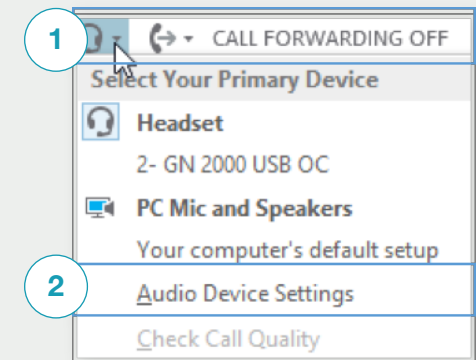 1
CALL FORWARDING OFF
Select Your Primary Device
Headset
2- GN 2000 USB OC
PC Mic and Speakers
Your computer's default setup
2
Audio Device Settings
Check Call Quality